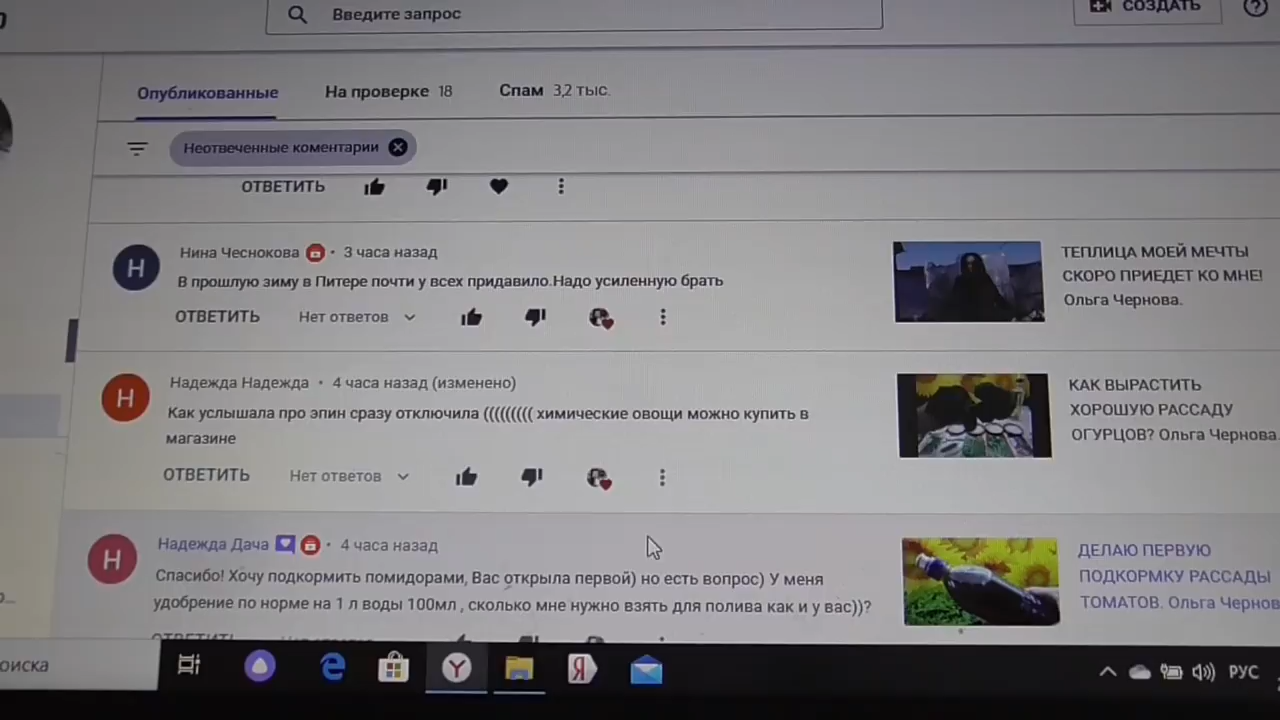 Введите запрос
СОЗДАТЬ
Опубликованные На проверке 18 Спам 3,2 тыс.
Неотвеченные коментарии
ОТВЕТИТЬ
Н
Нина Чеснокова • 3 часа назад
В прошлую зиму в Питере почти у всех придавило.Надо усиленную брать
ОТВЕТИТЬ Нет ответов
ТЕПЛИЦА МОЕЙ МЕЧТЫ
СКОРО ПРИЕДЕТ КО МНЕ!
Ольга Чернова.
Н
Надежда Надежда • 4 часа назад (изменено)
Как услышала про эпин сразу отключила ((((((((( химические овощи можно купить в
магазине
ОТВЕТИТЬ Нет ответов
КАК ВЫРАСТИТЬ
ХОРОШУЮ РАССАДУ
ОГУРЦОВ? Ольга Чернова.
Н
Надежда Дача • 4 часа назад
Спасибо! Хочу подкормить помидорами, Вас открыла первой) но есть вопрос) У меня
удобрение по норме на 1 л воды 100мл , сколько мне нужно взять для полива как и у вас))?
ОТВЕТИТЬ Нет ответов
ДЕЛАЮ ПЕРВУЮ
ПОДКОРМКУ РАССАДЫ
ТОМАТОВ. Ольга Чернов
оиска
РУС